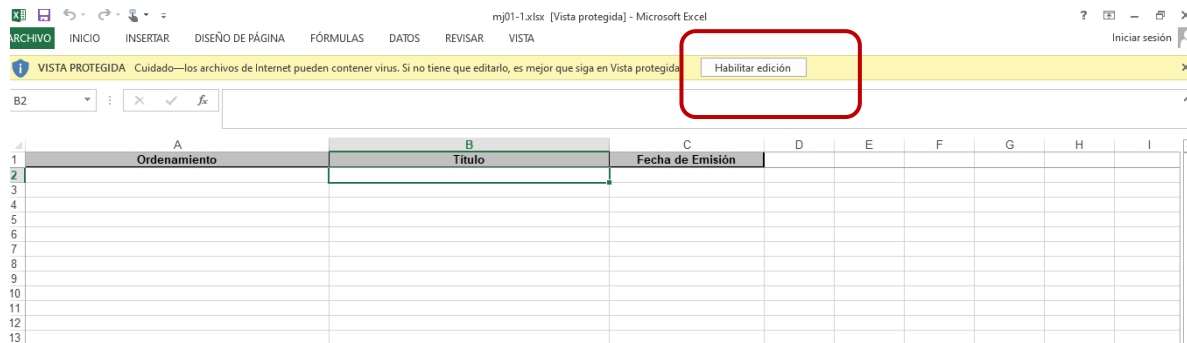 mj01-1.xlsx [Vista protegida] - Microsoft Excel ?
ARCHIVO INICIO INSERTAR DISEÑO DE PÁGINA FÓRMULAS DATOS REVISAR VISTA Iniciar sesión
VISTA PROTEGIDA Cuidado—los archivos de Internet pueden contener virus. Si no tiene que editarlo, es mejor que siga en Vista protegida Habilitar edición
B2 fx
A B C D E F G H I
1 Ordenamiento Título Fecha de Emisión
2
3
4
5
6
7
8
9
10
11
12
13